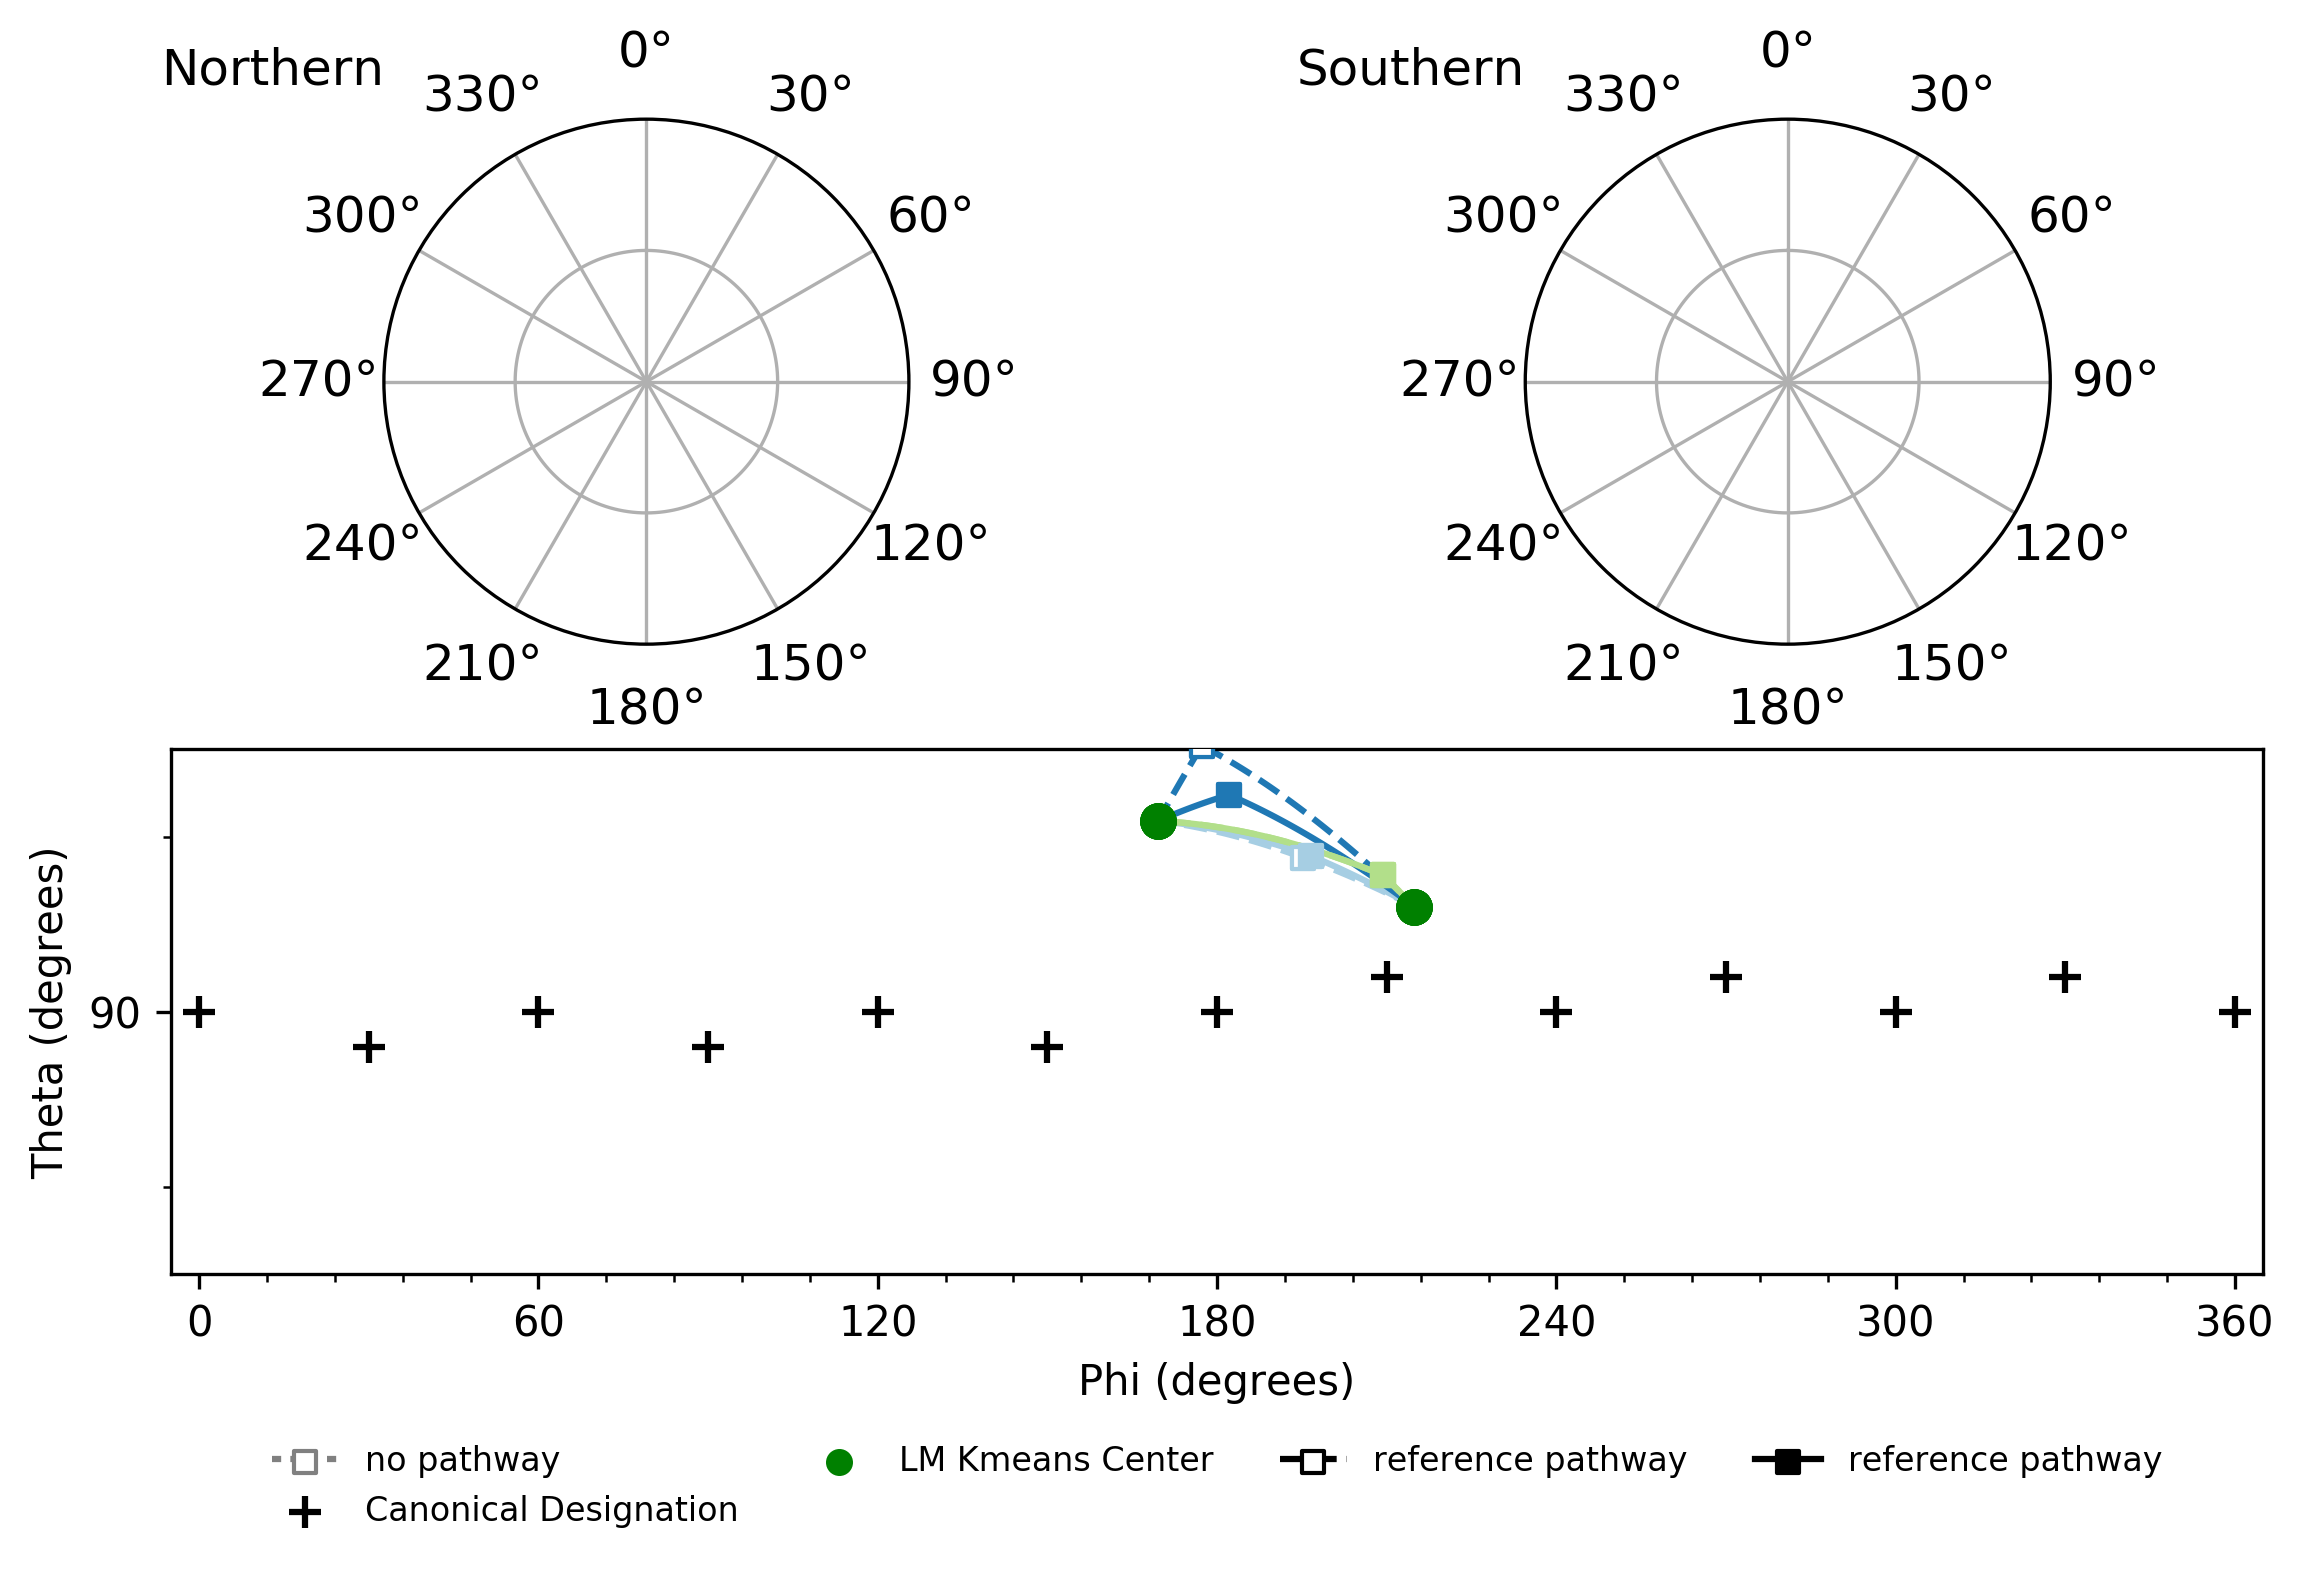 Northern
0°
330°
30°
300°
60°
270°
90°
240°
120°
210°
150°
180°
Southern
0°
330°
30°
300°
60°
270°
90°
240°
120°
210°
150°
180°
Theta (degrees)
90
0 60 120 180 240 300 360
Phi (degrees)
no pathway
Canonical Designation
LM Kmeans Center
reference pathway
reference pathway